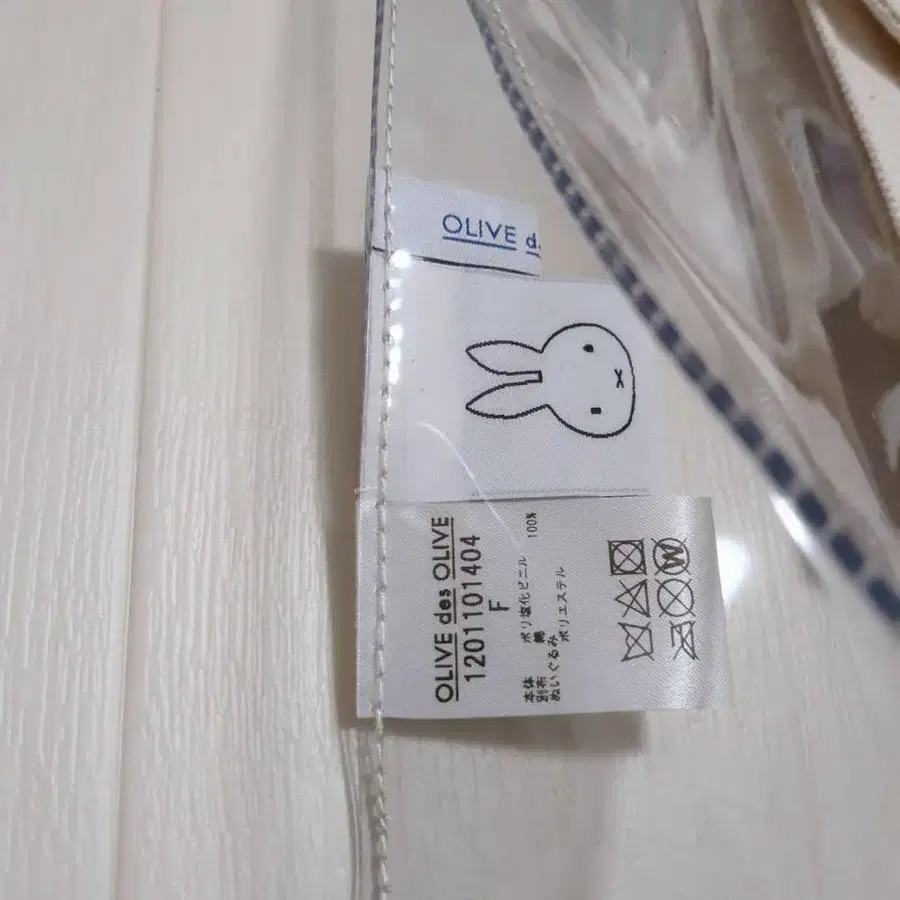 OLIVE d
OLIVE des OLIVE
1201101404
F
本体 ポリ塩化ビニル 100%
別布 綿
ぬいぐるみ ポリエステル
W